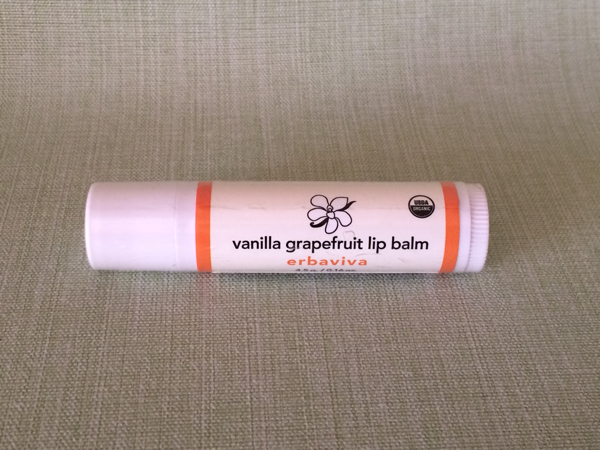 USDA
ORGANIC
vanilla grapefruit lip balm
erbaviva